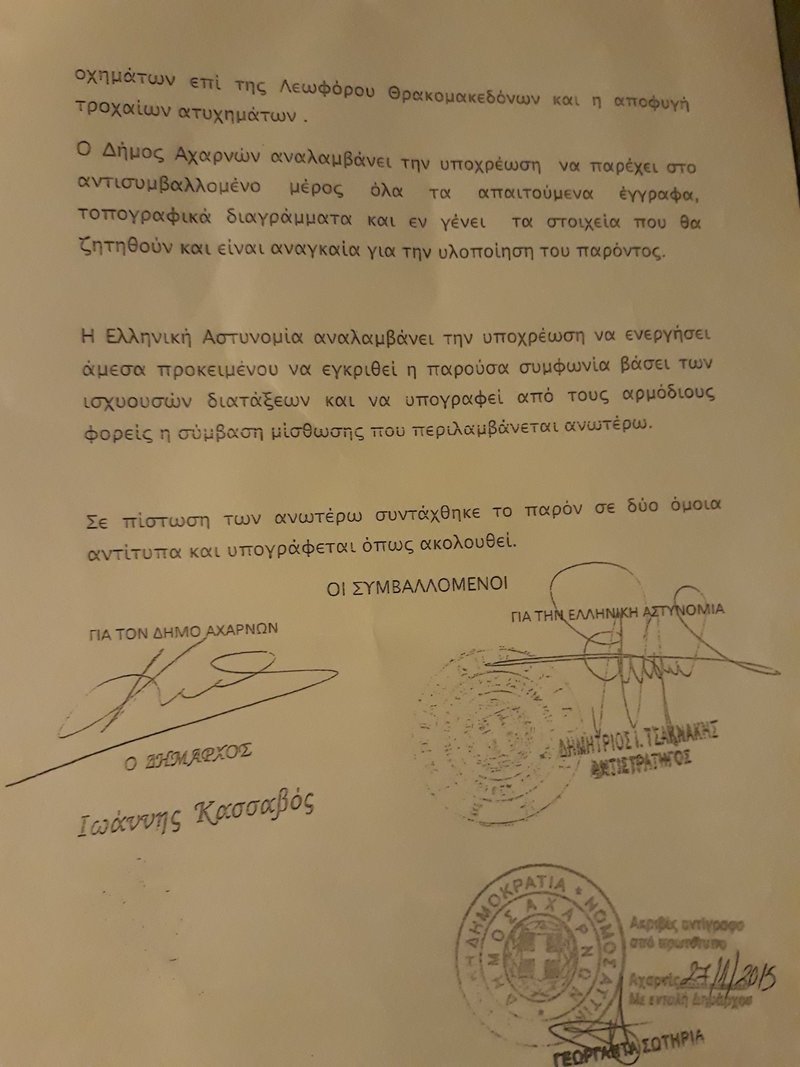 οχημάτων επί της Λεωφόρου Θρακομακεδόνων και η αποφυγή
τροχαίων ατυχημάτων .
Ο Δήμος Αχαρνών αναλαμβάνει την υποχρέωση να παρέχει στο
αντισυμβαλλομένο μέρος όλα τα απαιτούμενα έγγραφα,
τοπογραφικά διαγράμματα και εν γένει τα στοιχεία που θα
ζητηθούν και είναι αναγκαία για την υλοποίηση του παρόντος.
Η Ελληνική Αστυνομία αναλαμβάνει την υποχρέωση να ενεργήσει
άμεσα προκειμένου να εγκριθεί η παρούσα συμφωνία βάσει των
ισχυουσών διατάξεων και να υπογραφεί από τους αρμόδιους
φορείς η σύμβαση μίσθωσης που περιλαμβάνεται ανωτέρω.
Σε πίστωση των ανωτέρω συντάχθηκε το παρόν σε δύο όμοια
αντίτυπα και υπογράφεται όπως ακολουθεί.
ΟΙ ΣΥΜΒΑΛΛΟΜΕΝΟΙ
ΓΙΑ ΤΟΝ ΔΗΜΟ ΑΧΑΡΝΩΝ
ΓΙΑ ΤΗΝ ΕΛΛΗΝΙΚΗ ΑΣΤΥΝΟΜΙΑ
Ο ΔΗΜΑΡΧΟΣ
Ιωάννης Κασσαβός
ΔΗΜΗΤΡΙΟΣ Ι. ΤΣΑΚΝΑΚΗΣ
ΑΝΤΙΣΤΡΑΤΗΓΟΣ
ΔΗΜΟΚΡΑΤΙΑ * ΝΟΜΟΣ ΑΤΤΙ
ΔΗΜΟΣ ΑΧΑΡΝΩΝ
Ακριβές αντίγραφο
από πρωτότυπο
Αχαρνές 27/11/2015
Με εντολή Δημάρχου
ΣΩΤΗΡΙΑ